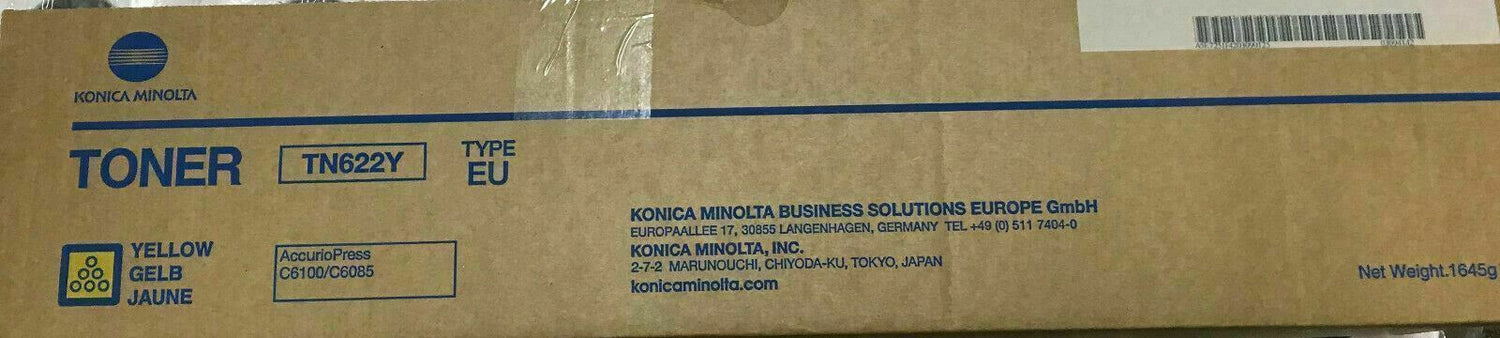 KONICA MINOLTA
TONER
TN622Y
TYPE
EU
YELLOW
GELB
JAUNE
AccurioPress
C6100/C6085
KONICA MINOLTA BUSINESS SOLUTIONS EUROPE GmbH
EUROPAALLEE 17, 30855 LANGENHAGEN, GERMANY TEL +49 (0) 511 7404-0
KONICA MINOLTA, INC.
2-7-2 MARUNOUCHI, CHIYODA-KU, TOKYO, JAPAN
konicaminolta.com
Net Weight.1645g